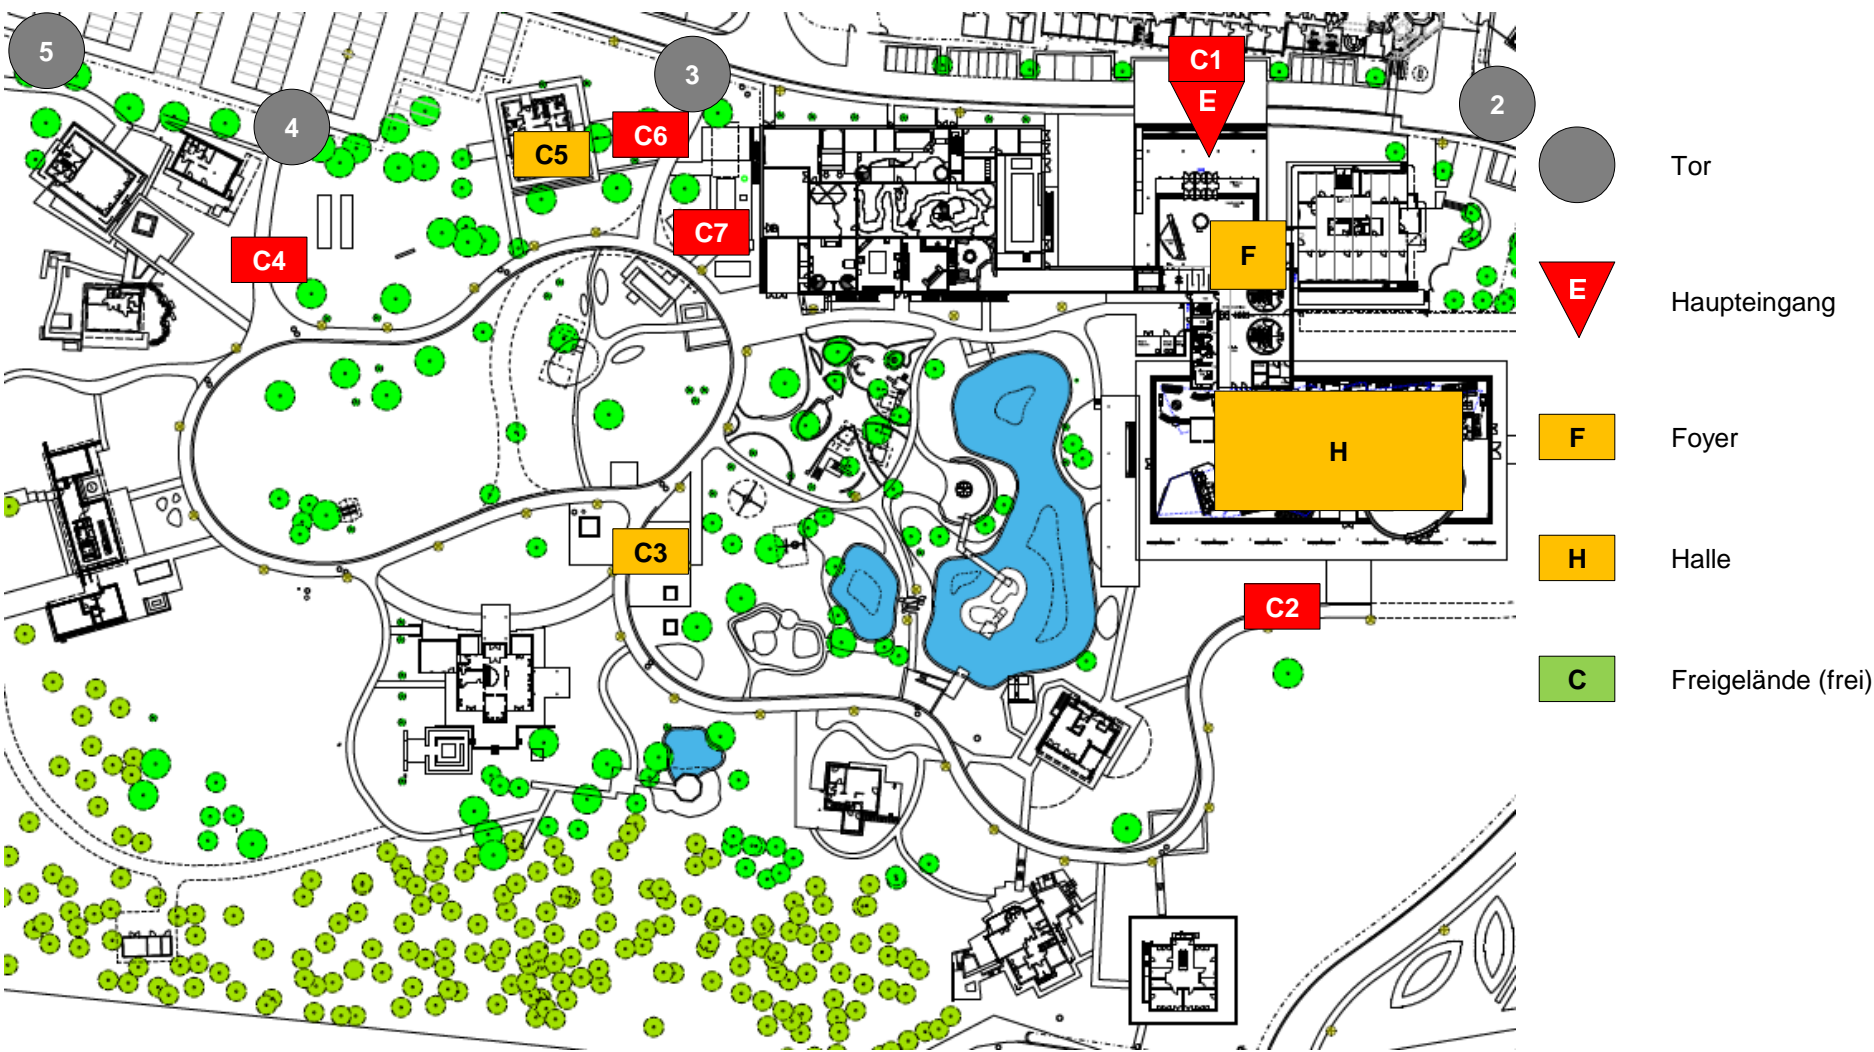 5
4
3
C1
E
2
C5
C6
C7
C4
F
H
C3
C2
Tor
E
Haupteingang
F
Foyer
H
Halle
C
Freigelände (frei)